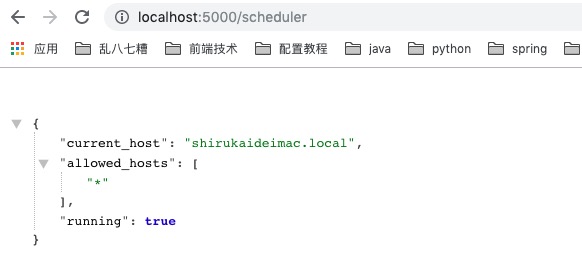 localhost:5000/scheduler
应用 乱八七糟 前端技术 配置教程 java python spring
{
"current_host": "shirukaideimac.local",
"allowed_hosts": [
"*"
],
"running": true
}